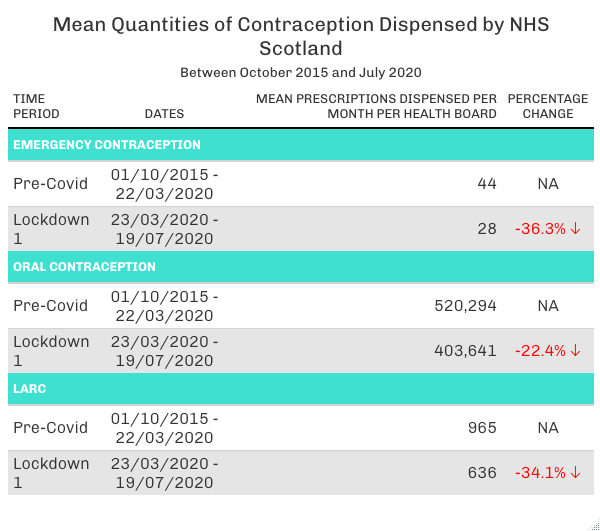 Mean Quantities of Contraception Dispensed by NHS
Scotland
Between October 2015 and July 2020
TIME PERIOD DATES MEAN PRESCRIPTIONS DISPENSED PER MONTH PER HEALTH BOARD PERCENTAGE CHANGE
EMERGENCY CONTRACEPTION
Pre-Covid 01/10/2015 - 22/03/2020 44 NA
Lockdown 1 23/03/2020 - 19/07/2020 28 -36.3% ↓
ORAL CONTRACEPTION
Pre-Covid 01/10/2015 - 22/03/2020 520,294 NA
Lockdown 1 23/03/2020 - 19/07/2020 403,641 -22.4% ↓
LARC
Pre-Covid 01/10/2015 - 22/03/2020 965 NA
Lockdown 1 23/03/2020 - 19/07/2020 636 -34.1% ↓